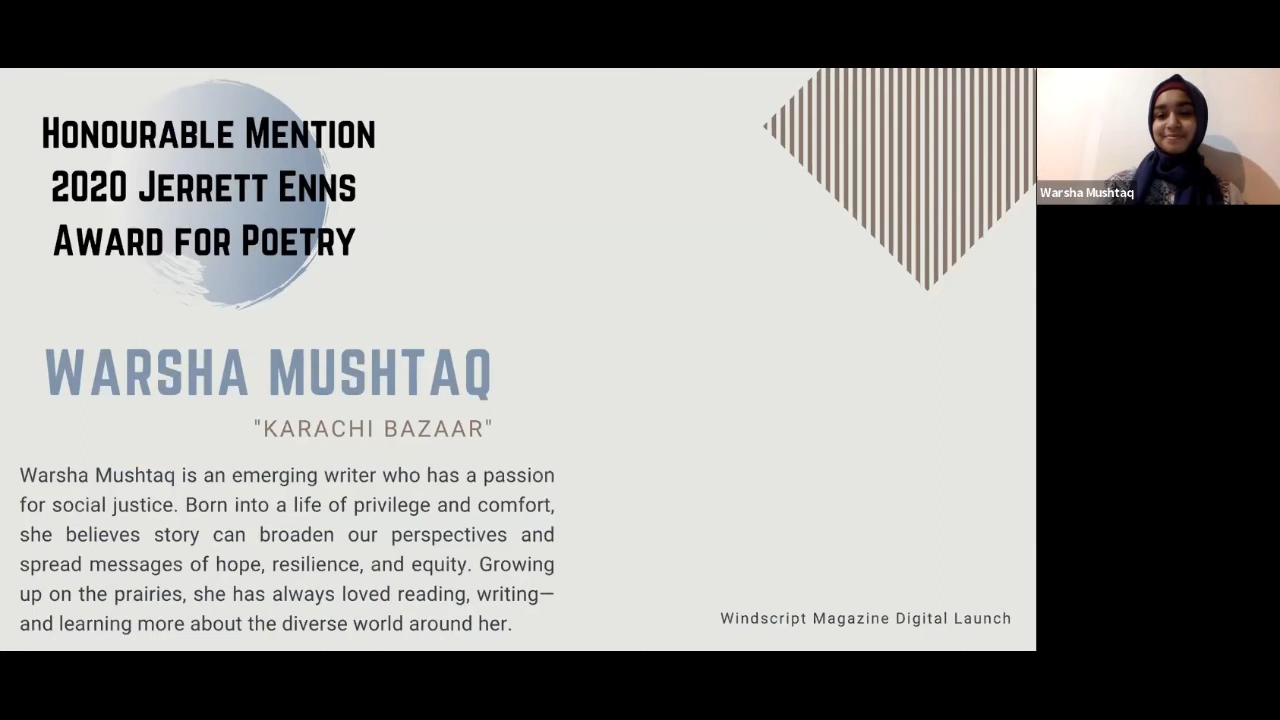 Honourable Mention
2020 Jerrett Enns
Award for Poetry
WARSHA MUSHTAQ
"KARACHI BAZAAR"
Warsha Mushtaq is an emerging writer who has a passion
for social justice. Born into a life of privilege and comfort,
she believes story can broaden our perspectives and
spread messages of hope, resilience, and equity. Growing
up on the prairies, she has always loved reading, writing—
and learning more about the diverse world around her.
Windscript Magazine Digital Launch
Warsha Mushtaq